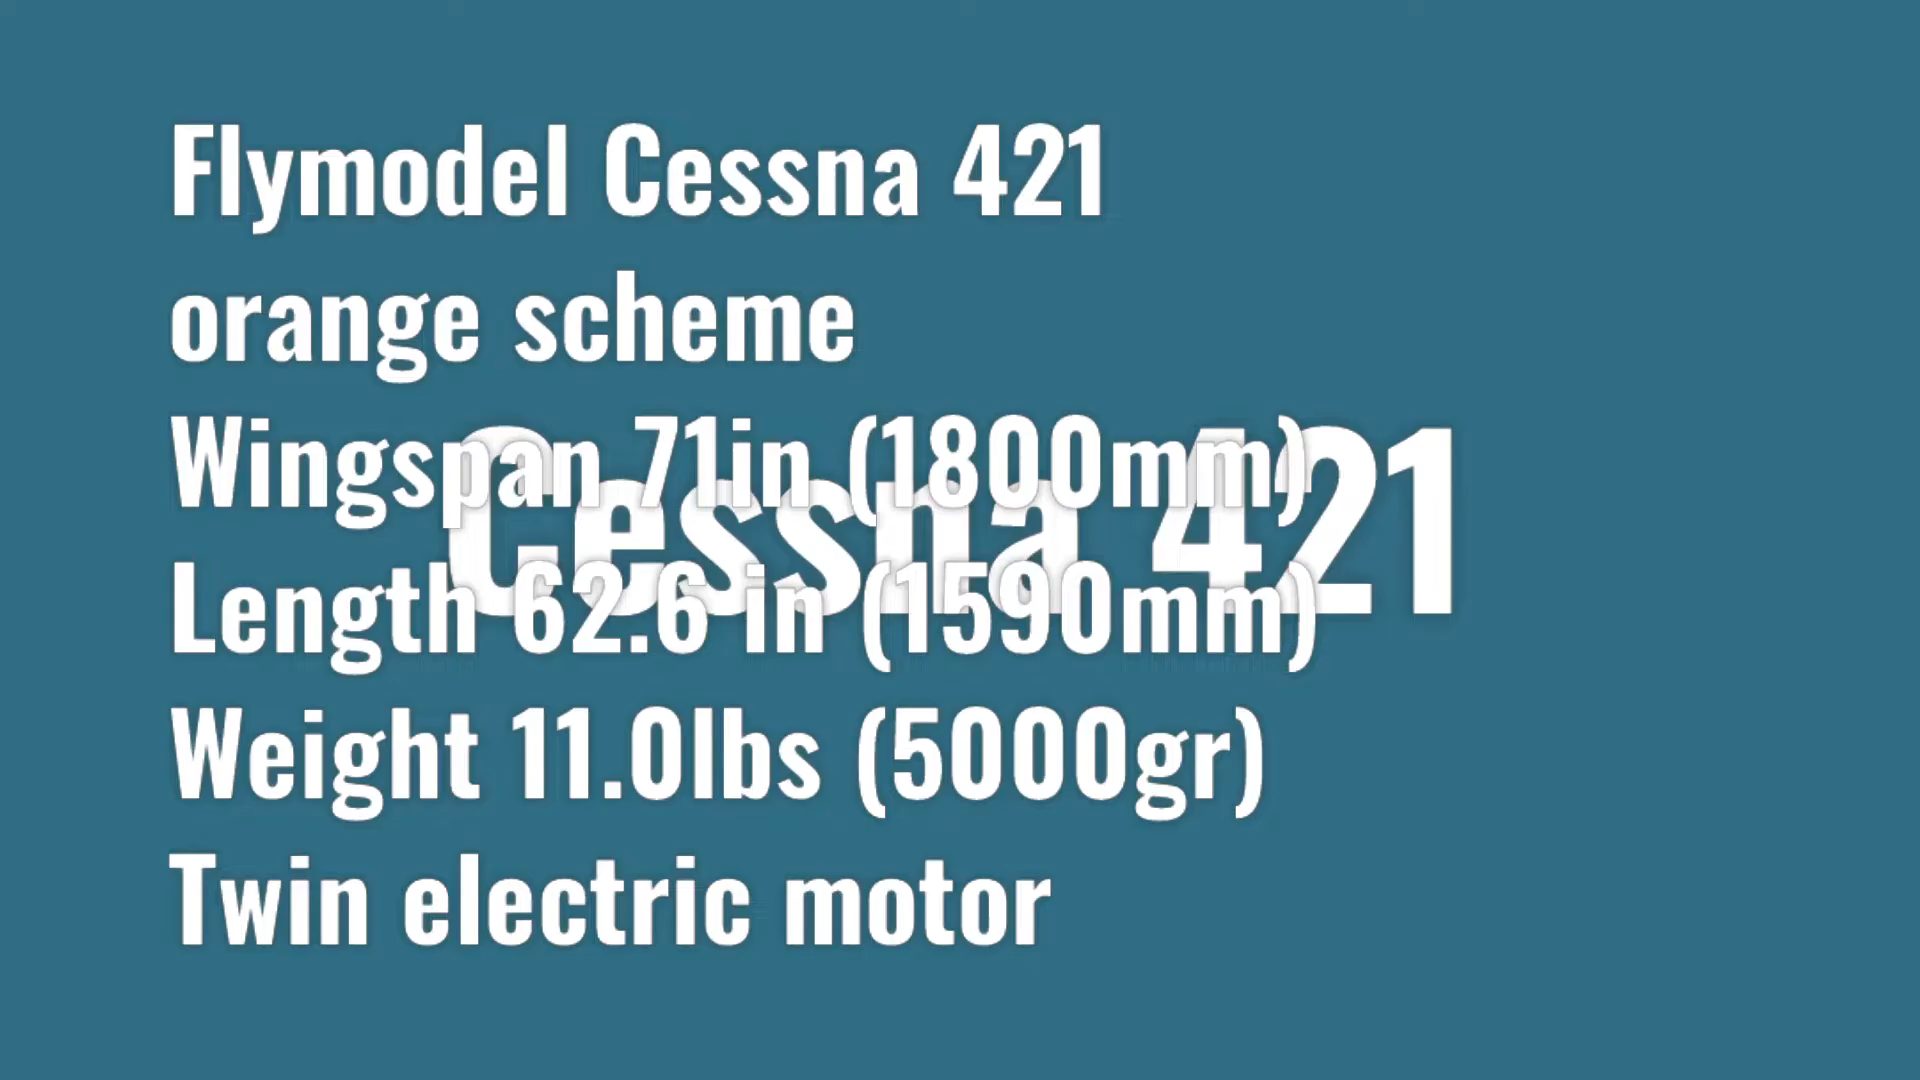 Flymodel Cessna 421
orange scheme
Wingspan 71in (1800mm)
Cessna 421
Length 62.6 in (1590mm)
Weight 11.0lbs (5000gr)
Twin electric motor